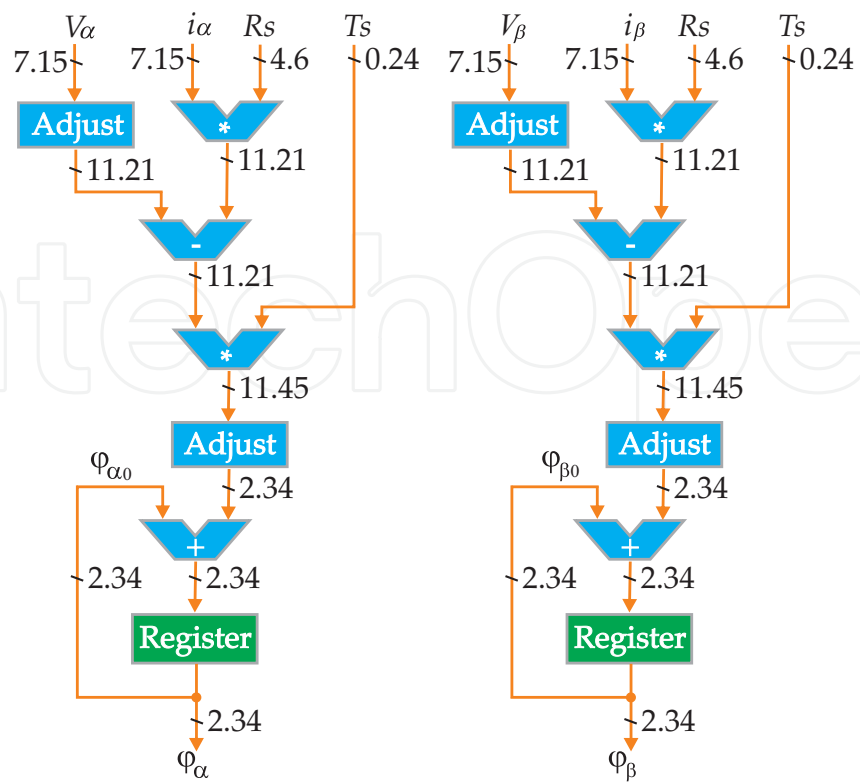 Vα iα Rs Ts Vβ iβ Rs Ts
7.15 7.15 4.6 0.24 7.15 7.15 4.6 0.24
Adjust * Adjust *
11.21 11.21 11.21 11.21
- -
11.21 11.21
* *
11.45 11.45
Adjust Adjust
φα0 2.34 φβ0 2.34
+ +
2.34 2.34 2.34 2.34
Register Register
2.34 2.34
φα φβ
ntechOpe